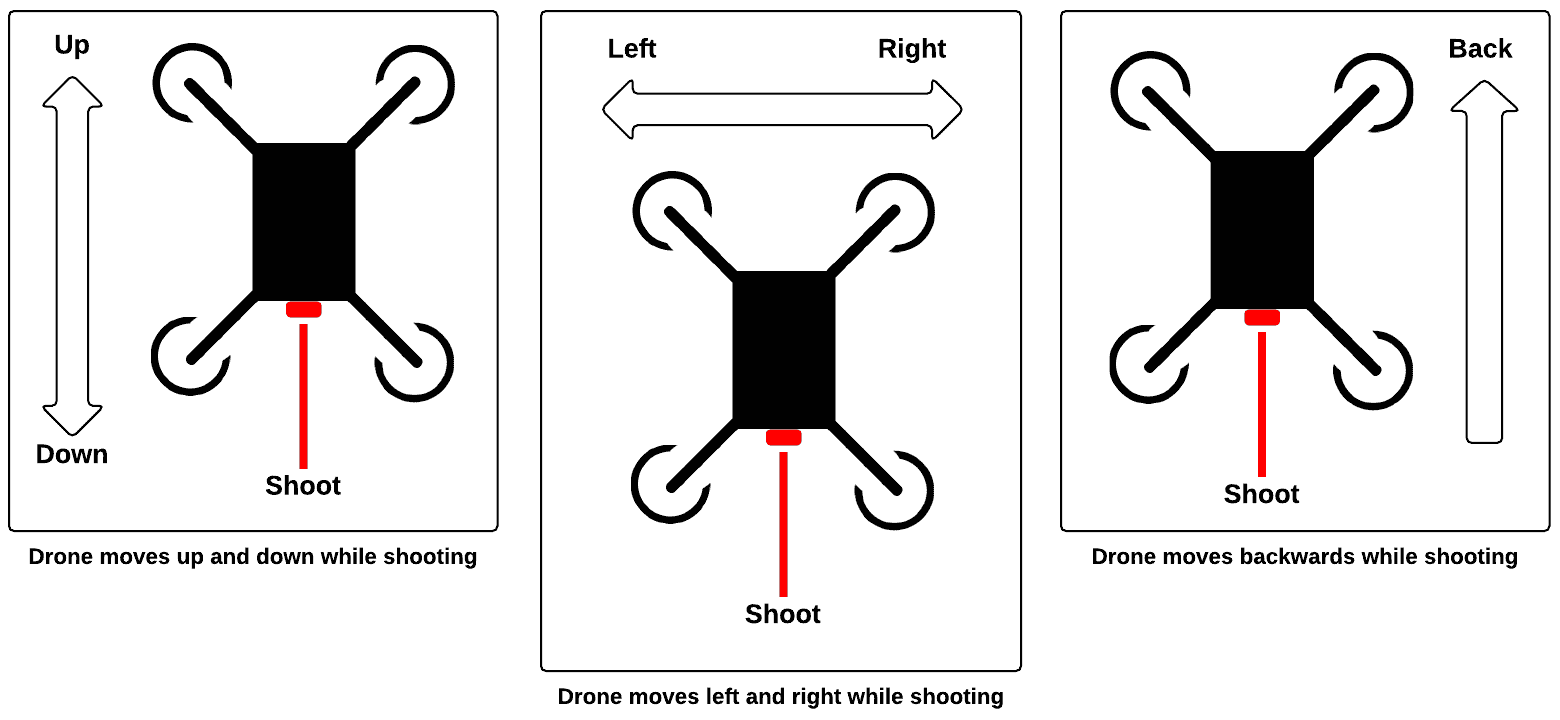 Up
Down
Shoot
Drone moves up and down while shooting
Left
Right
Shoot
Drone moves left and right while shooting
Back
Shoot
Drone moves backwards while shooting